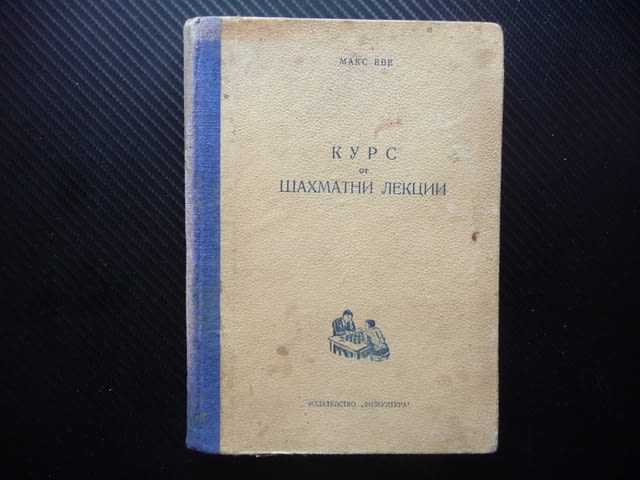 МАКС ЕВЕ
КУРС
от
ШАХМАТНИ ЛЕКЦИИ
ИЗДАТЕЛСТВО „ФИЗКУЛТУРА“